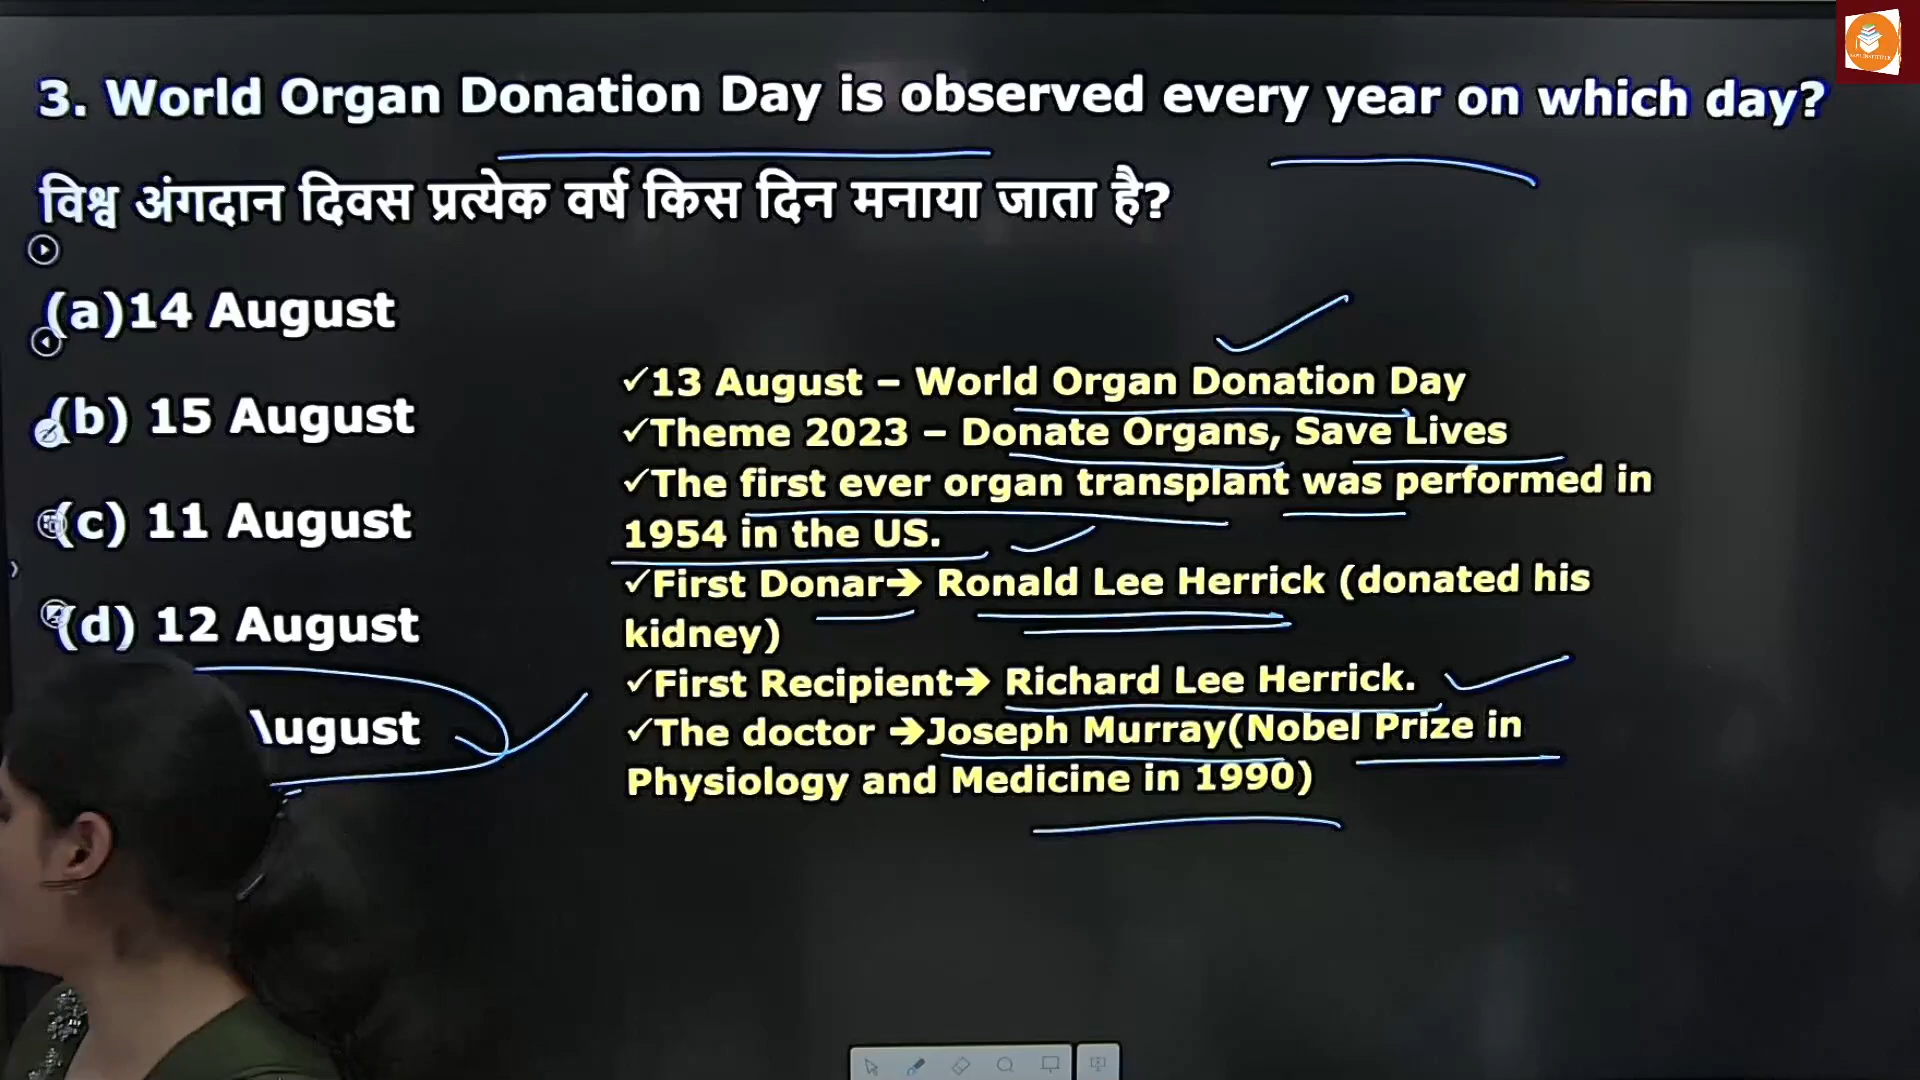 3. World Organ Donation Day is observed every year on which day?
विश्व अंगदान दिवस प्रत्येक वर्ष किस दिन मनाया जाता है?
(a)14 August
(b) 15 August
(c) 11 August
(d) 12 August
August
✓13 August – World Organ Donation Day
✓Theme 2023 – Donate Organs, Save Lives
✓The first ever organ transplant was performed in
1954 in the US.
✓First Donar➔ Ronald Lee Herrick (donated his
kidney)
✓First Recipient➔ Richard Lee Herrick.
✓The doctor ➔Joseph Murray(Nobel Prize in
Physiology and Medicine in 1990)